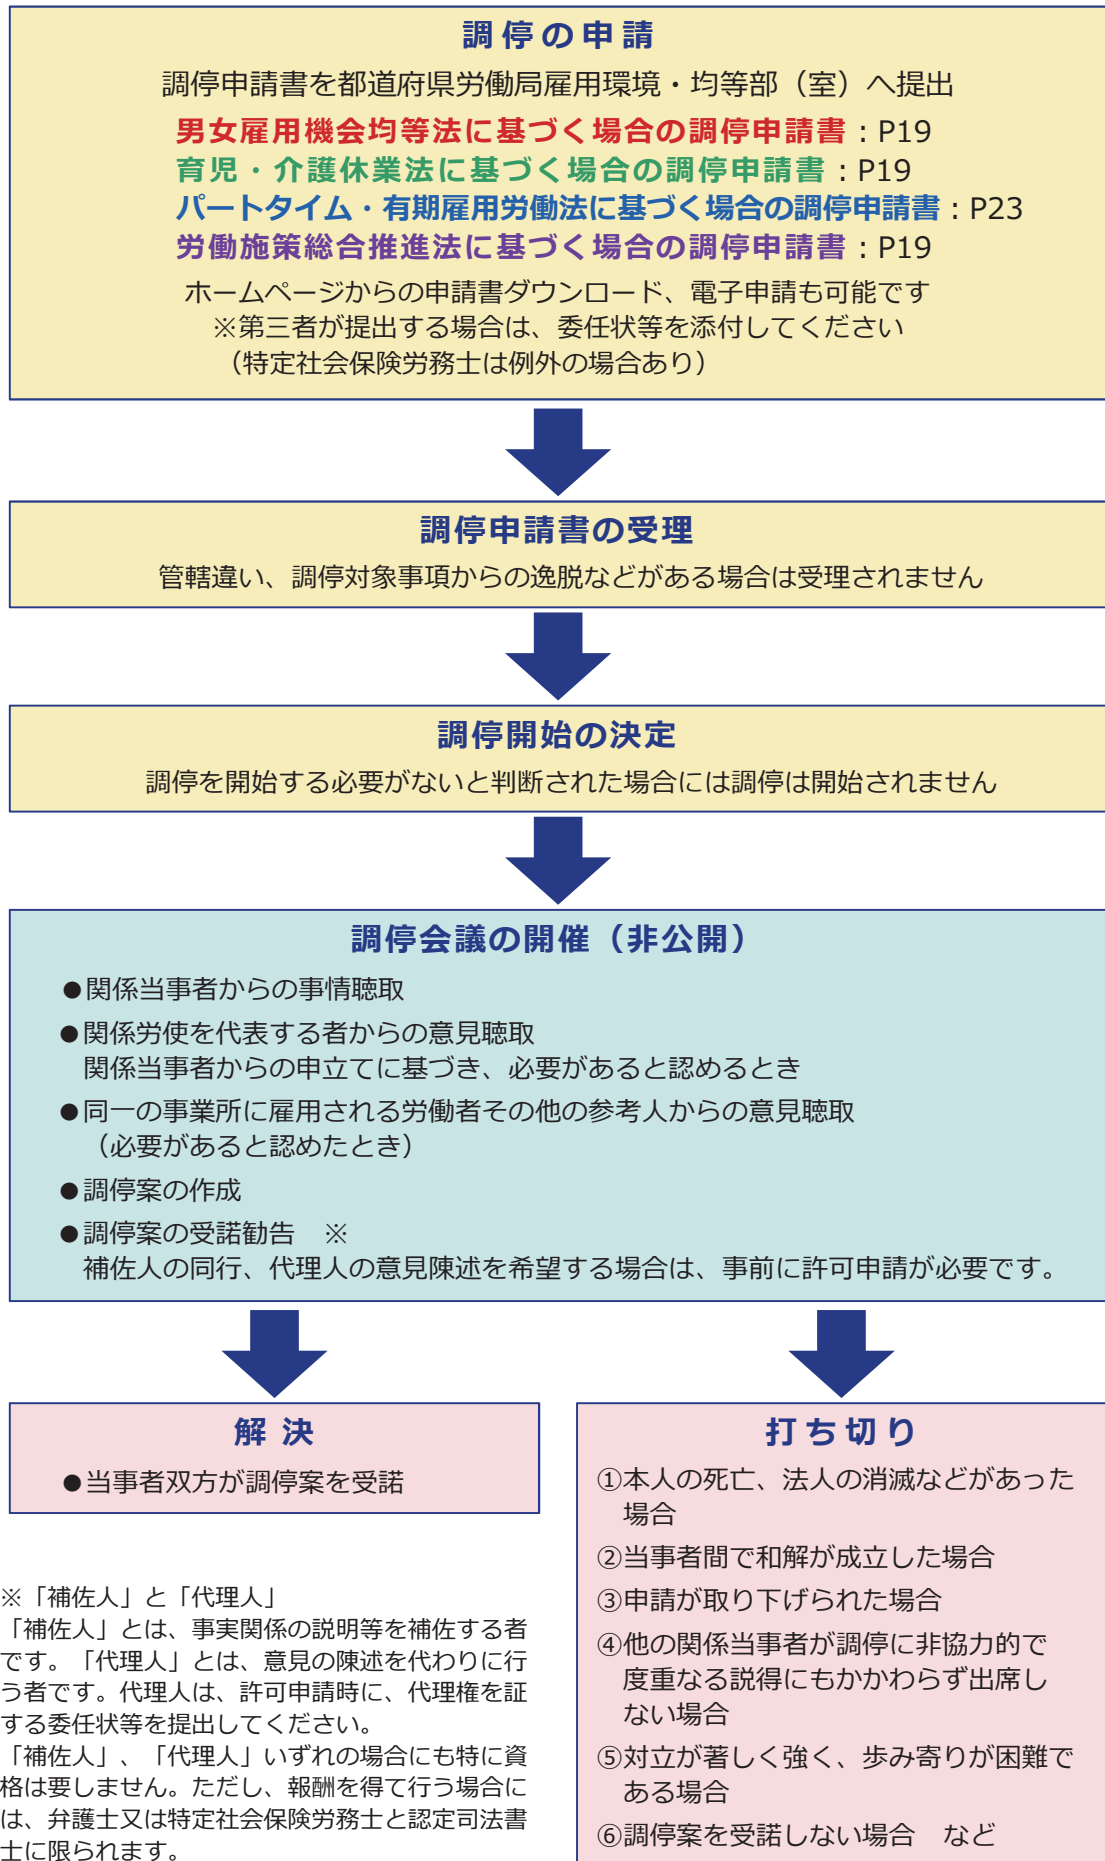 調停の申請
調停申請書を都道府県労働局雇用環境・均等部（室）へ提出
男女雇用機会均等法に基づく場合の調停申請書：P19
育児・介護休業法に基づく場合の調停申請書：P19
パートタイム・有期雇用労働法に基づく場合の調停申請書：P23
労働施策総合推進法に基づく場合の調停申請書：P19
ホームページからの申請書ダウンロード、電子申請も可能です
※第三者が提出する場合は、委任状等を添付してください
（特定社会保険労務士は例外の場合あり）
調停申請書の受理
管轄違い、調停対象事項からの逸脱などがある場合は受理されません
調停開始の決定
調停を開始する必要がないと判断された場合には調停は開始されません
調停会議の開催（非公開）
●関係当事者からの事情聴取
●関係労使を代表する者からの意見聴取
関係当事者からの申立てに基づき、必要があると認めるとき
●同一の事業所に雇用される労働者その他の参考人からの意見聴取
（必要があると認めたとき）
●調停案の作成
●調停案の受諾勧告　※
補佐人の同行、代理人の意見陳述を希望する場合は、事前に許可申請が必要です。
解決
●当事者双方が調停案を受諾
※「補佐人」と「代理人」
「補佐人」とは、事実関係の説明等を補佐する者
です。「代理人」とは、意見の陳述を代わりに行
う者です。代理人は、許可申請時に、代理権を証
する委任状等を提出してください。
「補佐人」、「代理人」いずれの場合にも特に資
格は要しません。ただし、報酬を得て行う場合に
は、弁護士又は特定社会保険労務士と認定司法書
士に限られます。
打ち切り
①本人の死亡、法人の消滅などがあった
場合
②当事者間で和解が成立した場合
③申請が取り下げられた場合
④他の関係当事者が調停に非協力的で
度重なる説得にもかかわらず出席し
ない場合
⑤対立が著しく強く、歩み寄りが困難で
ある場合
⑥調停案を受諾しない場合　など